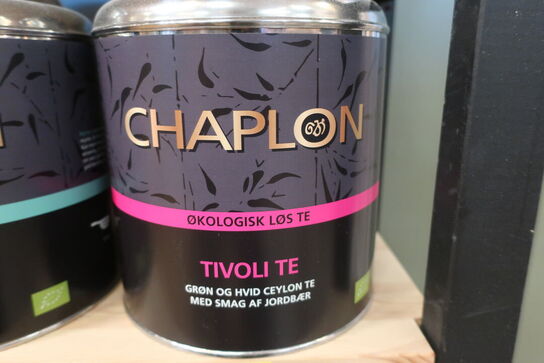 CHAPLON
ØKOLOGISK LØS TE
TIVOLI TE
GRØN OG HVID CEYLON TE
MED SMAG AF JORDBÆR